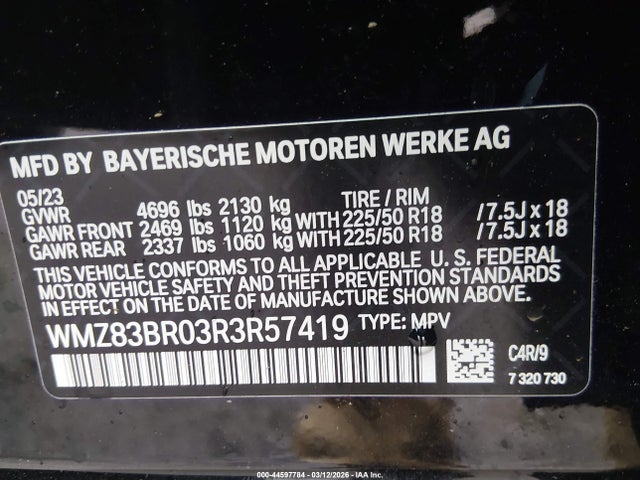 MFD BY BAYERISCHE MOTOREN WERKE AG
05/23
GVWR 4696 lbs 2130 kg TIRE / RIM
GAWR FRONT 2469 lbs 1120 kg WITH 225/50 R18 /7.5J x 18
GAWR REAR 2337 lbs 1060 kg WITH 225/50 R18 /7.5J x 18
THIS VEHICLE CONFORMS TO ALL APPLICABLE U. S. FEDERAL
MOTOR VEHICLE SAFETY AND THEFT PREVENTION STANDARDS
IN EFFECT ON THE DATE OF MANUFACTURE SHOWN ABOVE.
WMZ83BR03R3R57419 TYPE: MPV
C4R/9
7 320 730
000-44597784 - 03/12/2026 - IAA Inc.